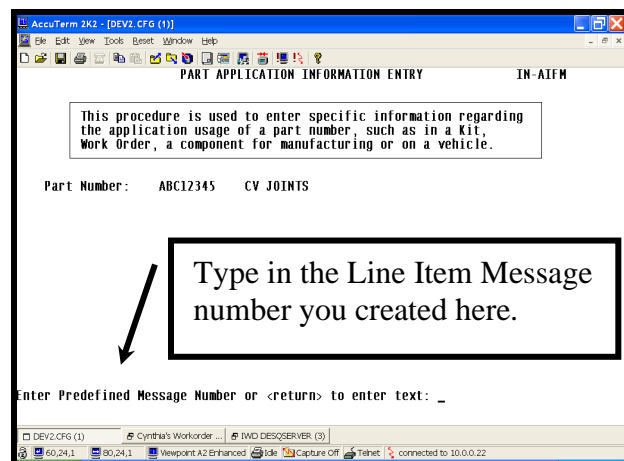 AccuTerm 2K2 - [DEV2.CFG (1)]
File Edit View Tools Reset Window Help
PART APPLICATION INFORMATION ENTRY IN-AIFM
This procedure is used to enter specific information regarding
the application usage of a part number, such as in a Kit,
Work Order, a component for manufacturing or on a vehicle.
Part Number: ABC12345 CV JOINTS
Type in the Line Item Message
number you created here.
Enter Predefined Message Number or <return> to enter text: _
DEV2.CFG (1) Cynthia's Workorder ... IWD DESQSERVER (3)
60,24,1 80,24,1 Viewpoint A2 Enhanced Idle Capture Off Telnet connected to 10.0.0.22